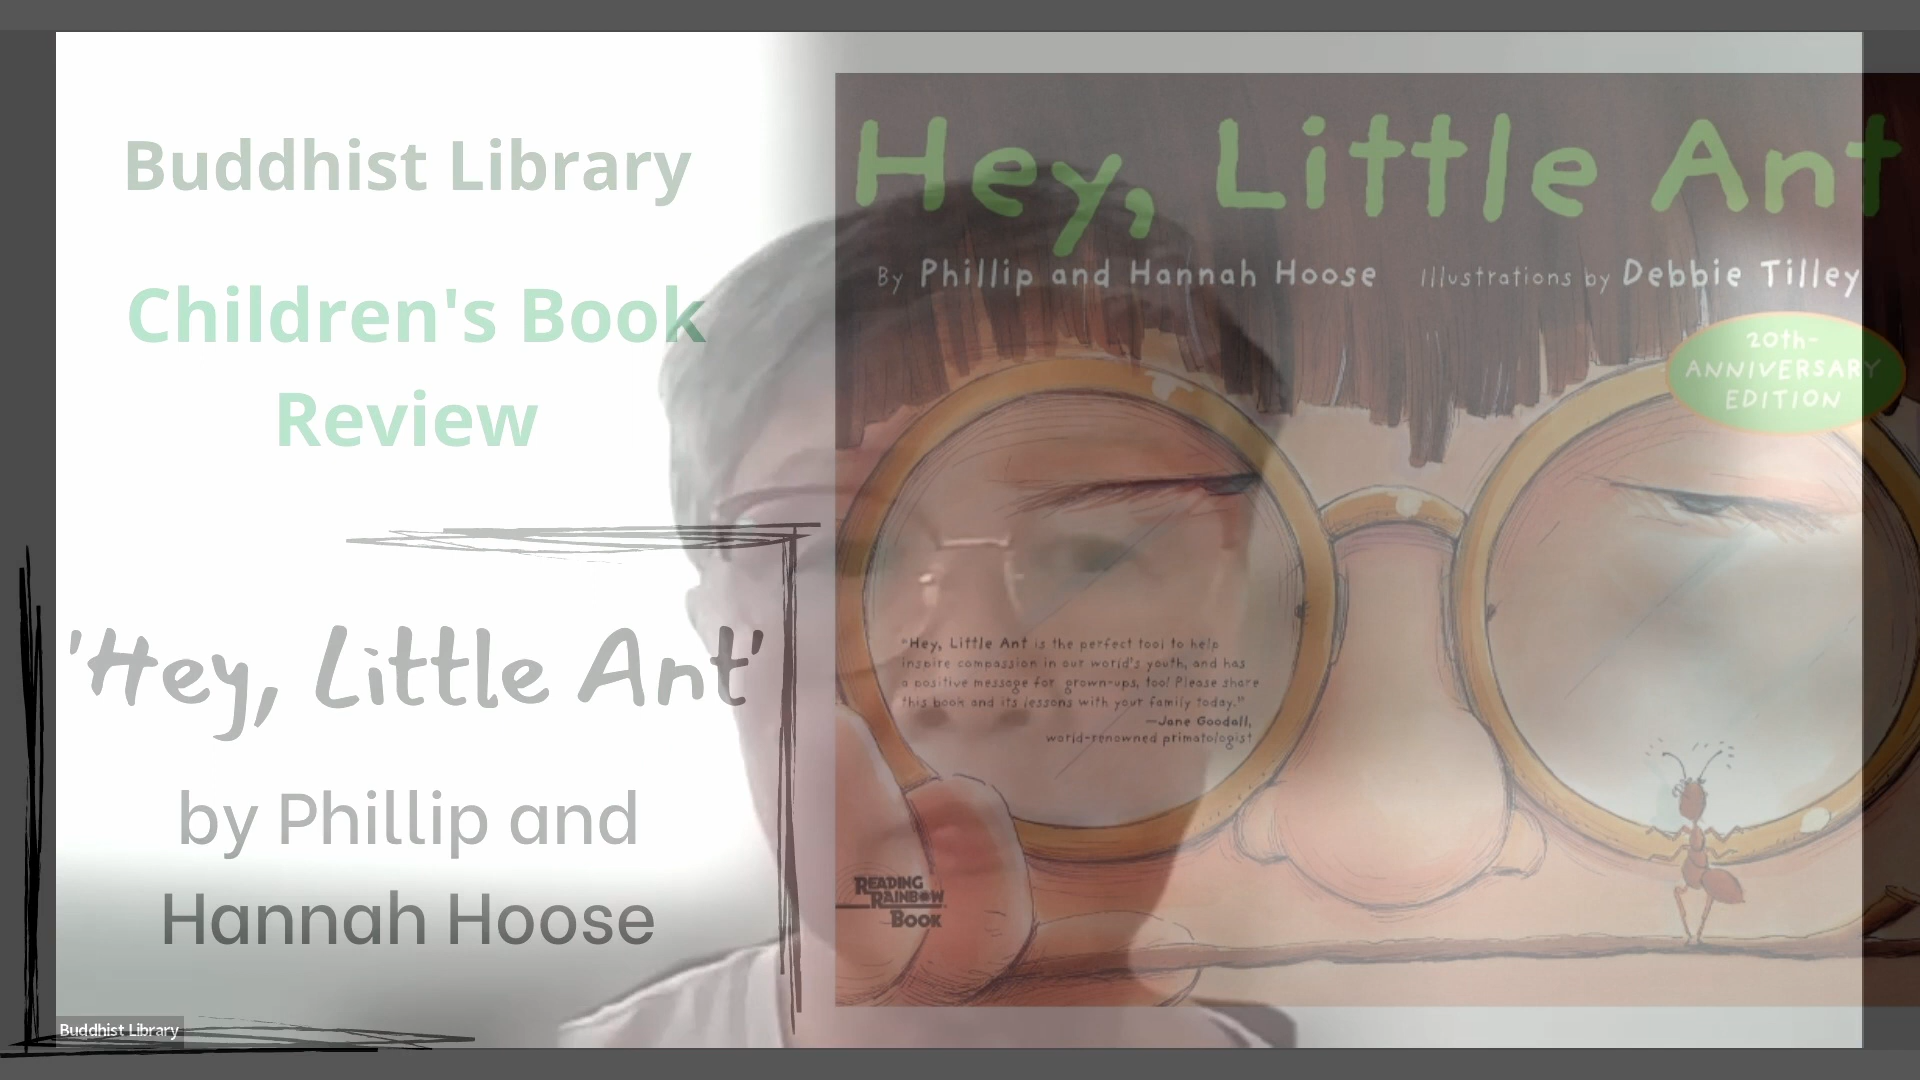 Buddhist Library
Children's Book
Review
'Hey, Little Ant'
by Phillip and
Hannah Hoose
Buddhist Library
Hey, Little Ant
By Phillip and Hannah Hoose Illustrations by Debbie Tilley
20th-
ANNIVERSARY
EDITION
"Hey, Little Ant is the perfect tool to help
inspire compassion in our world's youth, and has
a positive message for grown-ups, too! Please share
this book and its lessons with your family today."
—Jane Goodall,
world-renowned primatologist
READING
RAINBOW
BOOK